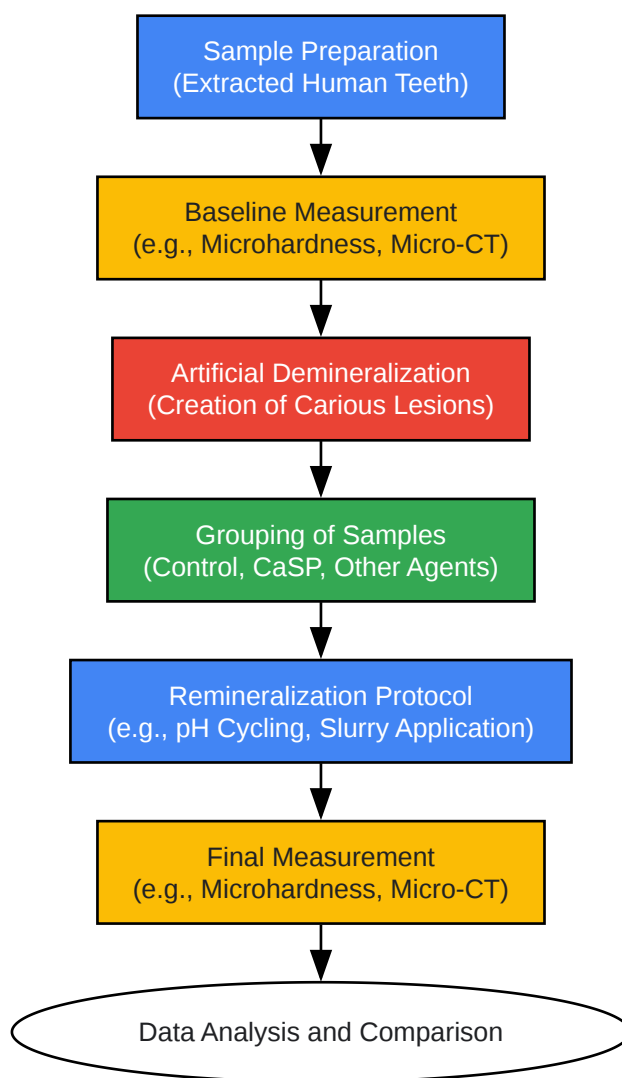 Sample Preparation
(Extracted Human Teeth)
Baseline Measurement
(e.g., Microhardness, Micro-CT)
Artificial Demineralization
(Creation of Carious Lesions)
Grouping of Samples
(Control, CaSP, Other Agents)
Remineralization Protocol
(e.g., pH Cycling, Slurry Application)
Final Measurement
(e.g., Microhardness, Micro-CT)
Data Analysis and Comparison